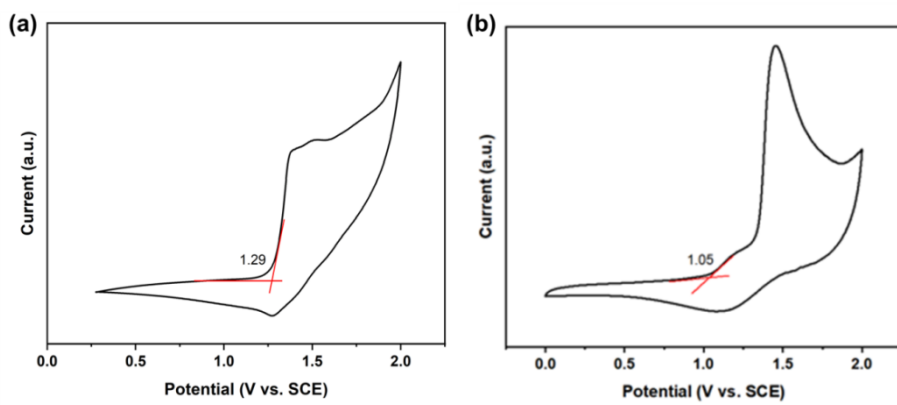 (a)
Current (a.u.)
1.29
0.0 0.5 1.0 1.5 2.0
Potential (V vs. SCE)
(b)
Current (a.u.)
1.05
0.0 0.5 1.0 1.5 2.0
Potential (V vs. SCE)